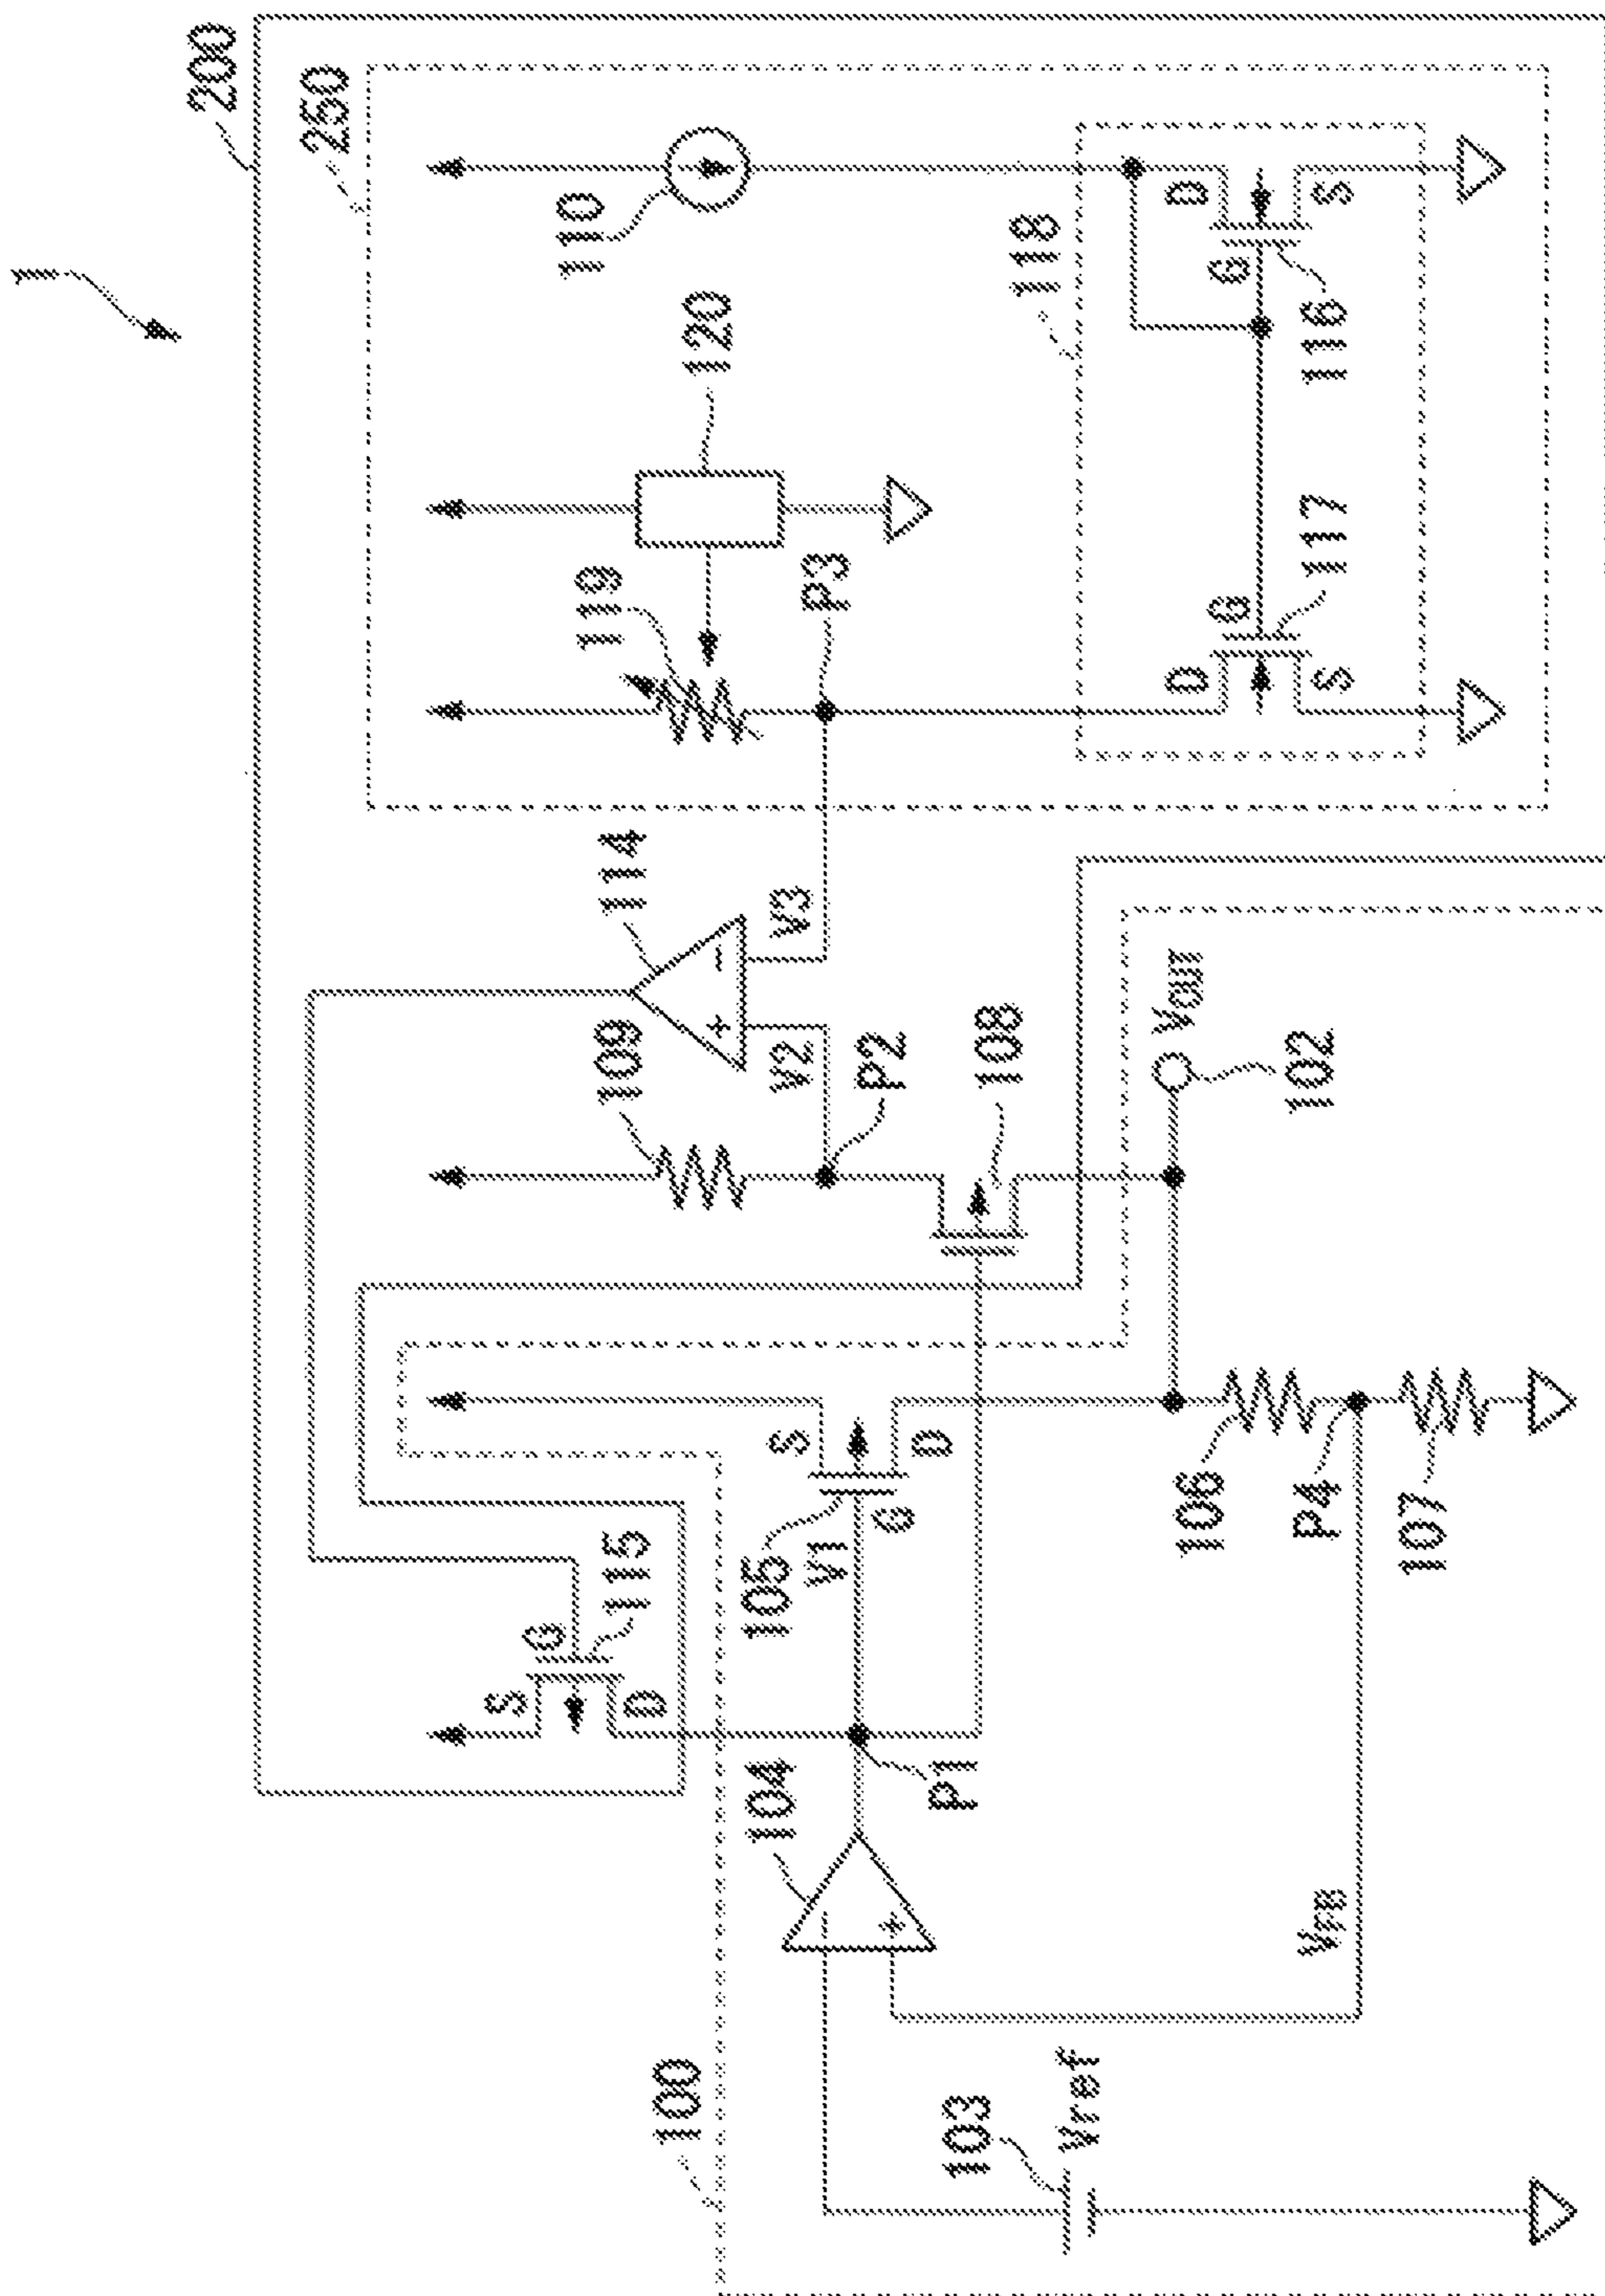 1
200
250
110
120
119
P3
118
D
G
S
116
117
G
D
S
114
V3
-
+
V2
109
P2
108
VOUT
102
115
G
S
D
S
D
G
105
V1
106
P4
107
104
P1
-
+
VFB
100
103
Vref